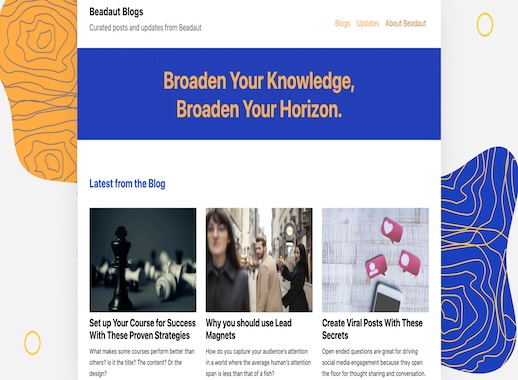 Beadaut Blogs
Curated posts and updates from Beadaut
Blogs Updates About Beadaut
Broaden Your Knowledge,
Broaden Your Horizon.
Latest from the Blog
Set up Your Course for Success
With These Proven Strategies
What makes some courses perform better
than others? Is it the title? The content? Or the
design?
Why you should use Lead
Magnets
How do you capture your audience's attention
in a world where the average human's attention
span is less than that of a fish?
Create Viral Posts With These
Secrets
Open ended questions are great for driving
social media engagement because they open
the floor for thought sharing and conversation.